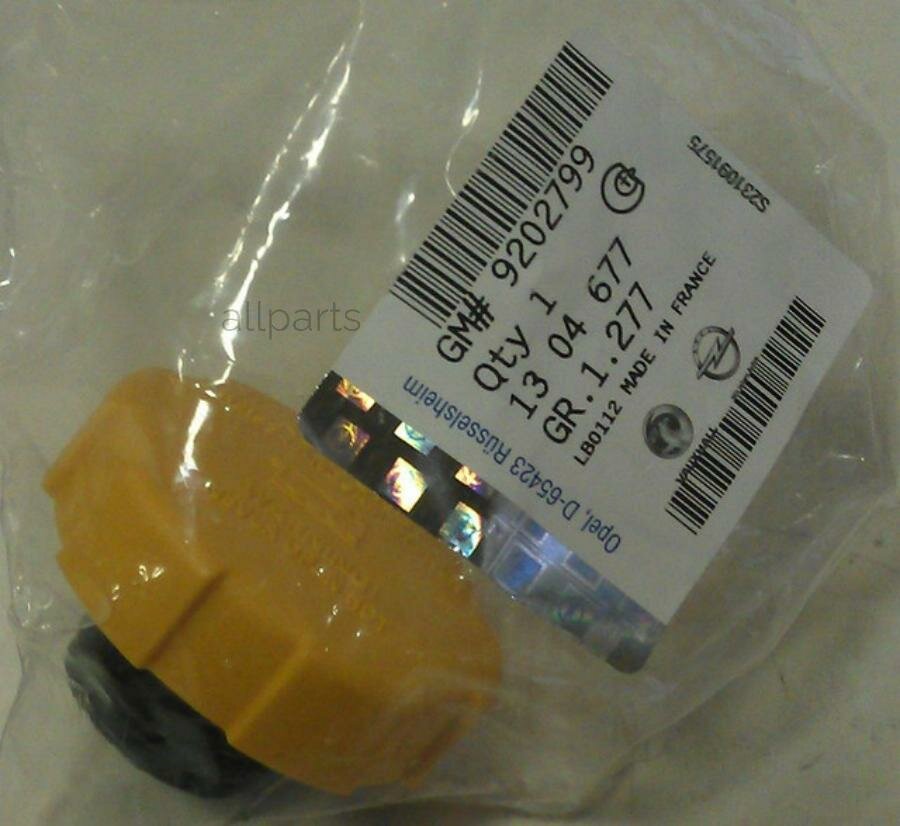 GM# 9202799
Qty 1
13 04 677
GR.1.277
LB0112 MADE IN FRANCE
Opel, D-65423 Rüsselsheim
S231091575
allparts